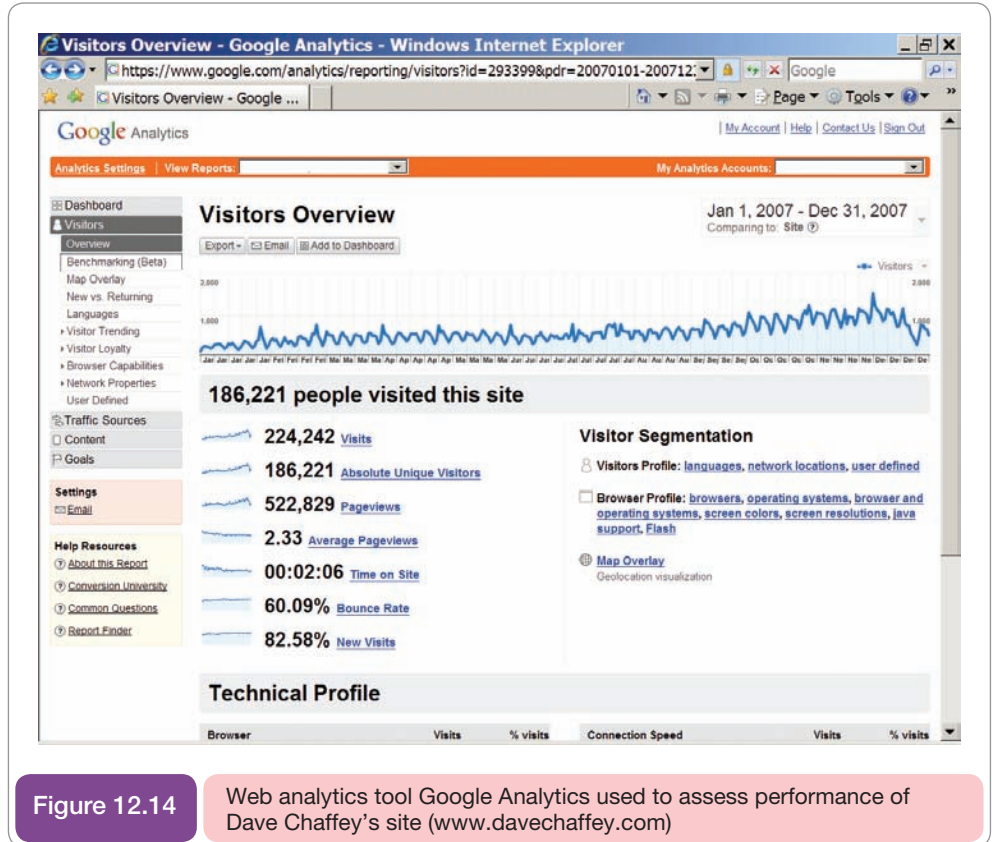 Visitors Overview - Google Analytics - Windows Internet Explorer
https://www.google.com/analytics/reporting/visitors?id=293399&pdr=20070101-200712
Google
Visitors Overview - Google ...
Page
Tools
Google Analytics
My Account | Help | Contact Us | Sign Out
Analytics Settings | View Reports:
My Analytics Accounts:
Dashboard
Visitors
Overview
Benchmarking (Beta)
Map Overlay
New vs. Returning
Languages
Visitor Trending
Visitor Loyalty
Browser Capabilities
Network Properties
User Defined
Traffic Sources
Content
Goals
Settings
Email
Help Resources
About this Report
Conversion University
Common Questions
Report Finder
Visitors Overview
Jan 1, 2007 - Dec 31, 2007
Comparing to: Site
Export
Email
Add to Dashboard
Visitors
2,000
2,000
1,000
1,000
186,221 people visited this site
224,242 Visits
186,221 Absolute Unique Visitors
522,829 Pageviews
2.33 Average Pageviews
00:02:06 Time on Site
60.09% Bounce Rate
82.58% New Visits
Visitor Segmentation
Visitors Profile: languages, network locations, user defined
Browser Profile: browsers, operating systems, browser and
operating systems, screen colors, screen resolutions, java
support, Flash
Map Overlay
Geolocation visualization
Technical Profile
Browser Visits % visits
Connection Speed Visits % visits
Figure 12.14
Web analytics tool Google Analytics used to assess performance of
Dave Chaffey's site (www.davechaffey.com)